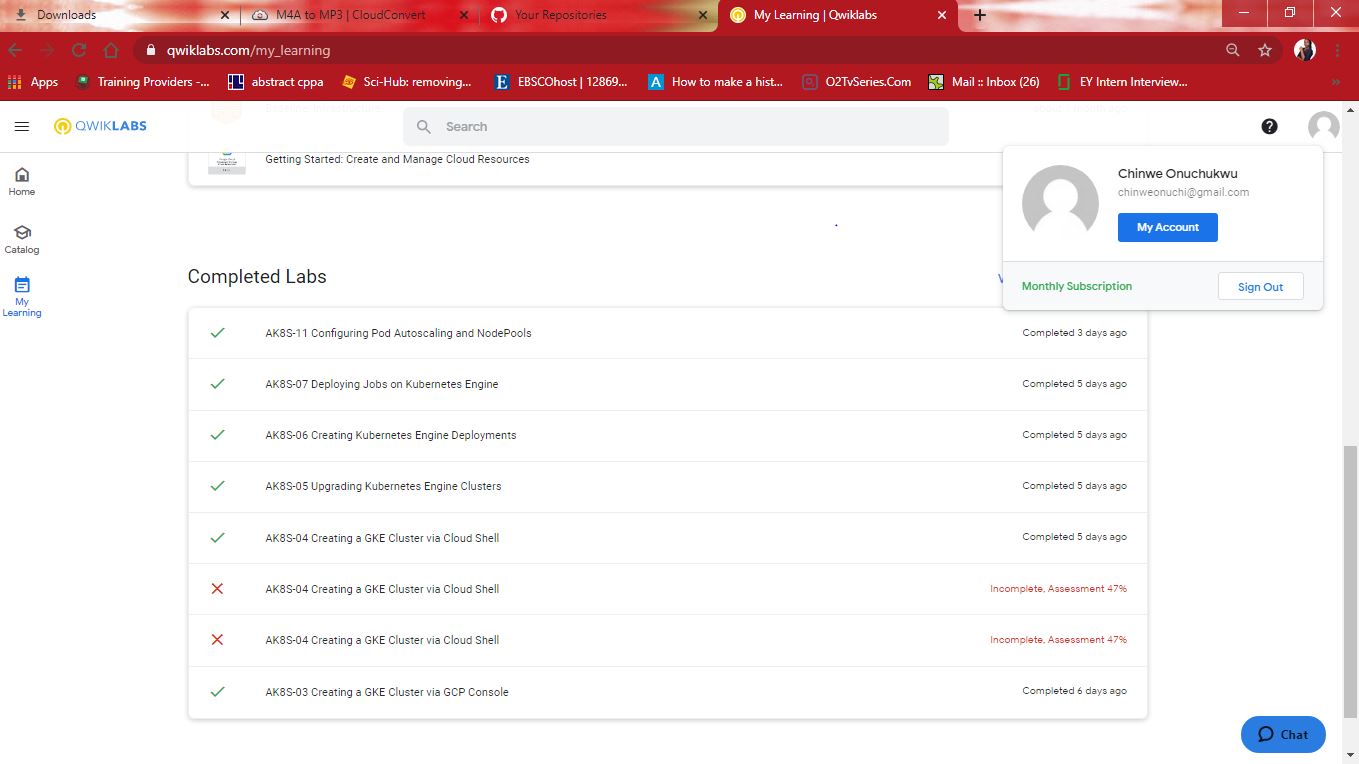 Downloads
M4A to MP3 | CloudConvert
Your Repositories
My Learning | Qwiklabs
qwiklabs.com/my_learning
Apps
Training Providers -...
abstract cppa
Sci-Hub: removing...
EBSCOhost | 12869...
How to make a hist...
O2TvSeries.Com
Mail :: Inbox (26)
EY Intern Interview...
QWIKLABS
Search
Home
Catalog
My
Learning
Getting Started: Create and Manage Cloud Resources
Chinwe Onuchukwu
chinweonuchi@gmail.com
My Account
Monthly Subscription
Sign Out
Completed Labs
AK8S-11 Configuring Pod Autoscaling and NodePools
Completed 3 days ago
AK8S-07 Deploying Jobs on Kubernetes Engine
Completed 5 days ago
AK8S-06 Creating Kubernetes Engine Deployments
Completed 5 days ago
AK8S-05 Upgrading Kubernetes Engine Clusters
Completed 5 days ago
AK8S-04 Creating a GKE Cluster via Cloud Shell
Completed 5 days ago
AK8S-04 Creating a GKE Cluster via Cloud Shell
Incomplete, Assessment 47%
AK8S-04 Creating a GKE Cluster via Cloud Shell
Incomplete, Assessment 47%
AK8S-03 Creating a GKE Cluster via GCP Console
Completed 6 days ago
Chat